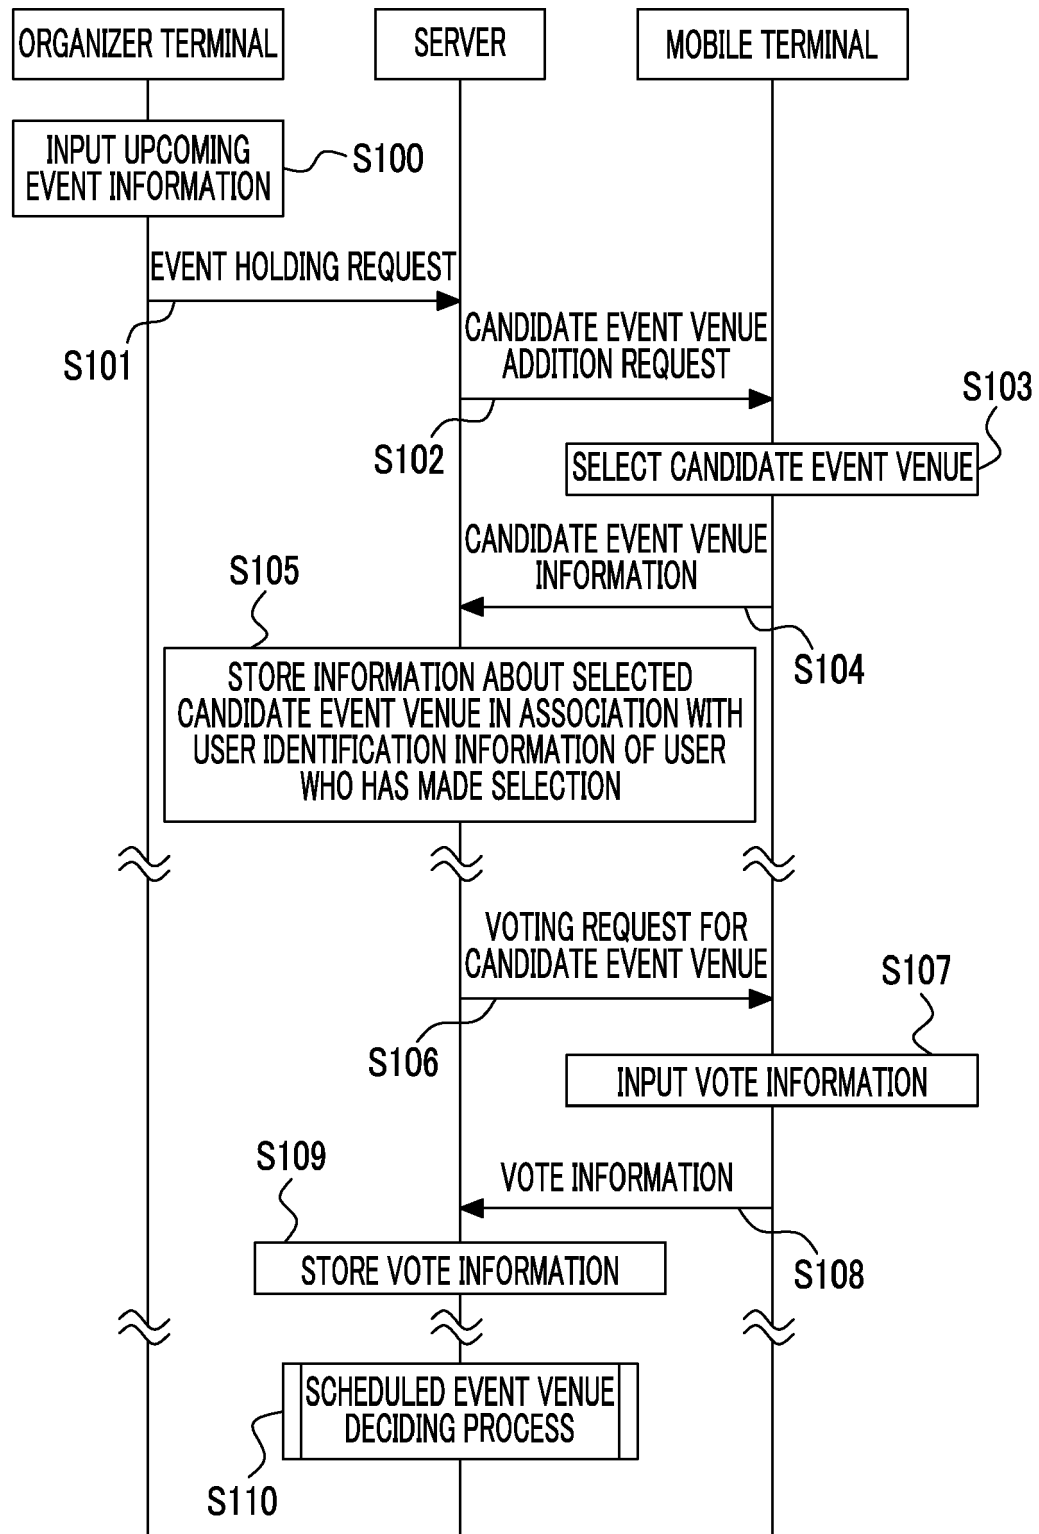 ORGANIZER TERMINAL
SERVER
MOBILE TERMINAL
INPUT UPCOMING
EVENT INFORMATION
S100
EVENT HOLDING REQUEST
S101
CANDIDATE EVENT VENUE
ADDITION REQUEST
S102
S103
SELECT CANDIDATE EVENT VENUE
CANDIDATE EVENT VENUE
INFORMATION
S104
S105
STORE INFORMATION ABOUT SELECTED
CANDIDATE EVENT VENUE IN ASSOCIATION WITH
USER IDENTIFICATION INFORMATION OF USER
WHO HAS MADE SELECTION
VOTING REQUEST FOR
CANDIDATE EVENT VENUE
S106
S107
INPUT VOTE INFORMATION
VOTE INFORMATION
S108
S109
STORE VOTE INFORMATION
SCHEDULED EVENT VENUE
DECIDING PROCESS
S110